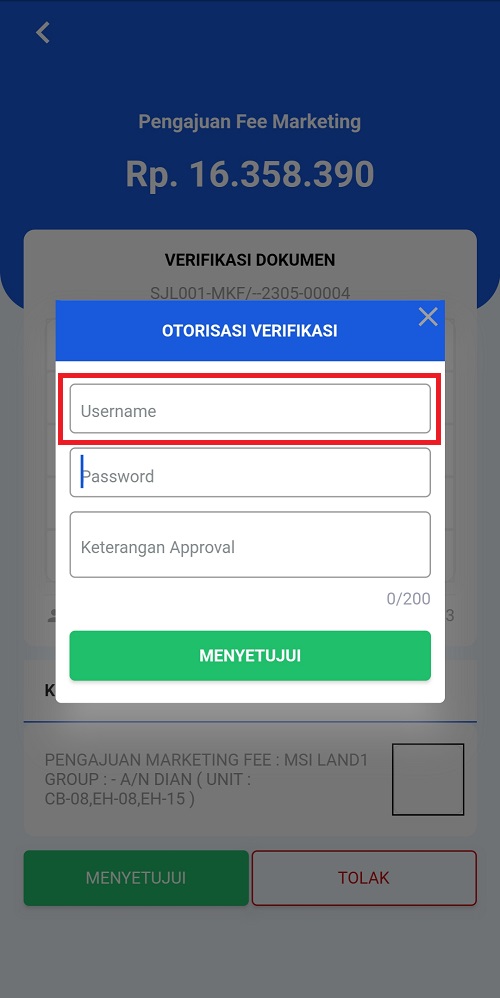 Pengajuan Fee Marketing
Rp. 16.358.390
VERIFIKASI DOKUMEN
SJL001-MKF/--2305-00004
OTORISASI VERIFIKASI
Username
Password
Keterangan Approval
0/200
3
MENYETUJUI
K
PENGAJUAN MARKETING FEE : MSI LAND1
GROUP : - A/N DIAN ( UNIT :
CB-08,EH-08,EH-15 )
MENYETUJUI
TOLAK